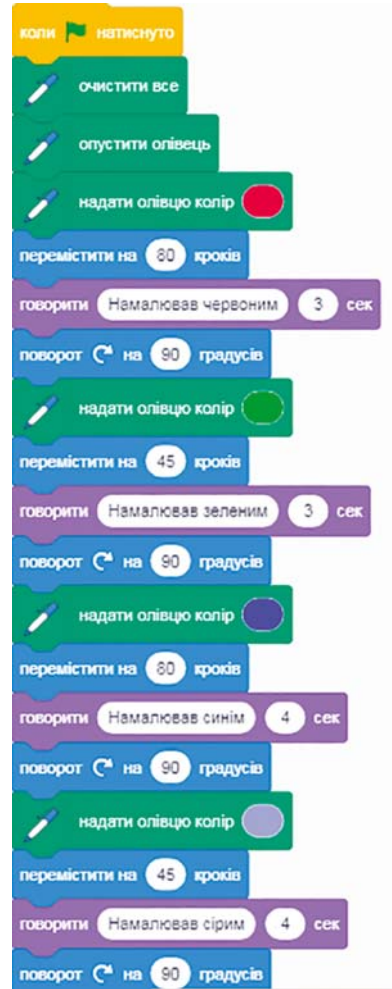 коли натиснуто
очистити все
опустити олівець
надати олівцю колір
перемістити на 80 кроків
говорити Намалював червоним 3 сек
поворот на 90 градусів
надати олівцю колір
перемістити на 45 кроків
говорити Намалював зеленим 3 сек
поворот на 90 градусів
надати олівцю колір
перемістити на 80 кроків
говорити Намалював синім 4 сек
поворот на 90 градусів
надати олівцю колір
перемістити на 45 кроків
говорити Намалював сірим 4 сек
поворот на 90 градусів